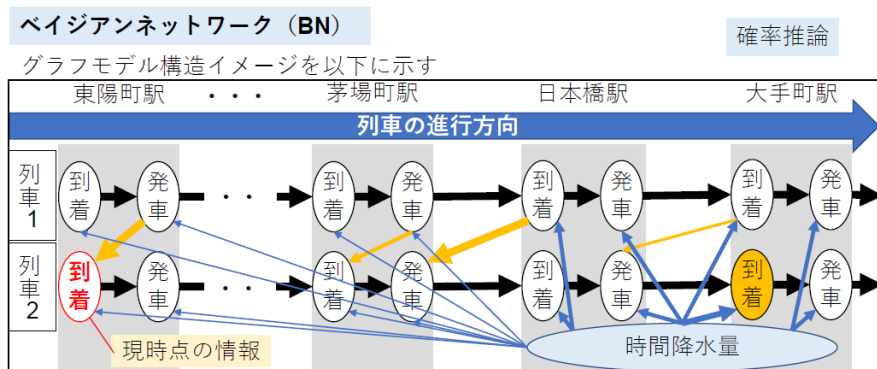 ベイジアンネットワーク（BN）
確率推論
グラフモデル構造イメージを以下に示す
東陽町駅 ・・・ 茅場町駅 日本橋駅 大手町駅
列車の進行方向
列車1
到着 発車 ・・ 到着 発車 到着 発車 到着 発車
列車2
到着 発車 ・・ 到着 発車 到着 発車 到着 発車
現時点の情報
時間降水量